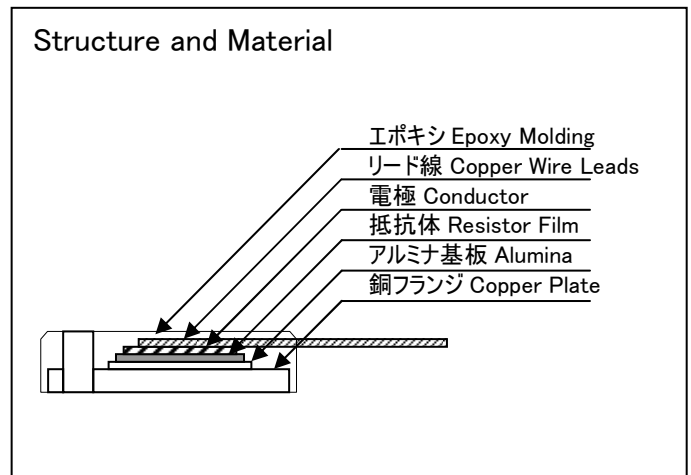 Structure and Material
エポキシ Epoxy Molding
リード線 Copper Wire Leads
電極 Conductor
抵抗体 Resistor Film
アルミナ基板 Alumina
銅フランジ Copper Plate